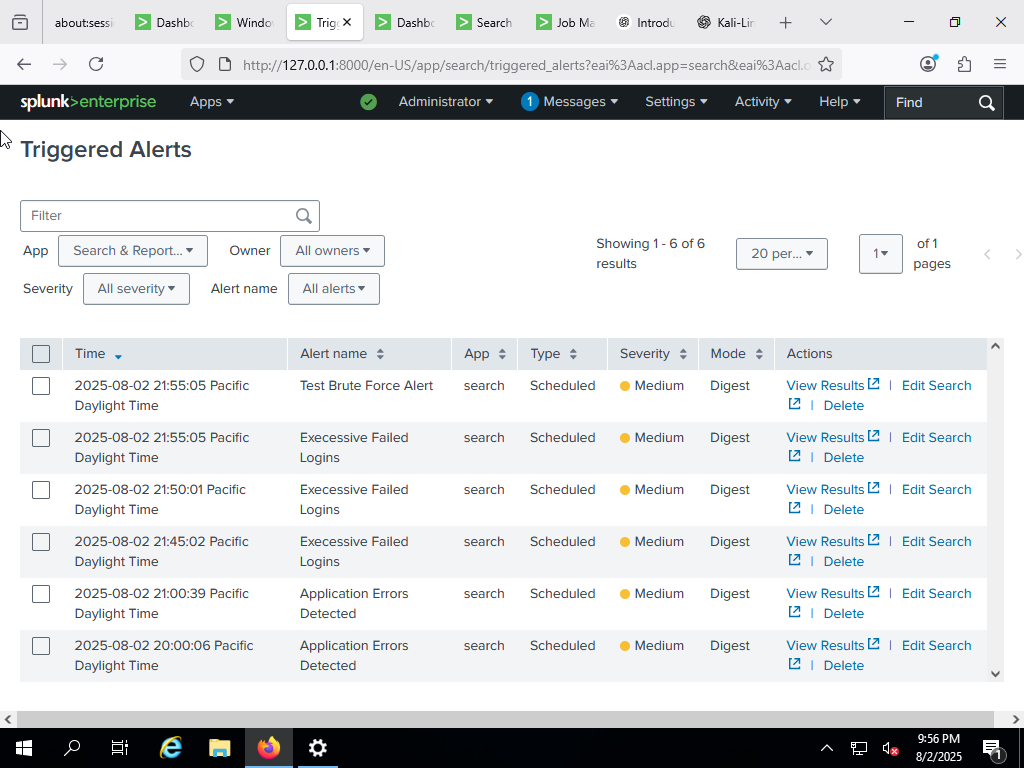 about:sessi
Dashbo
Windo
Trigg
Dashbo
Search
Job Ma
Introdu
Kali-Lin
http://127.0.0.1:8000/en-US/app/search/triggered_alerts?eai%3Aacl.app=search&eai%3Aacl.o
splunk>enterprise
Apps
Administrator
1 Messages
Settings
Activity
Help
Find
Triggered Alerts
Filter
App
Search & Report...
Owner
All owners
Severity
All severity
Alert name
All alerts
Showing 1 - 6 of 6
results
20 per...
1
of 1
pages
Time
Alert name
App
Type
Severity
Mode
Actions
2025-08-02 21:55:05 Pacific
Daylight Time
Test Brute Force Alert
search
Scheduled
Medium
Digest
View Results | Edit Search
| Delete
2025-08-02 21:55:05 Pacific
Daylight Time
Execessive Failed
Logins
search
Scheduled
Medium
Digest
View Results | Edit Search
| Delete
2025-08-02 21:50:01 Pacific
Daylight Time
Execessive Failed
Logins
search
Scheduled
Medium
Digest
View Results | Edit Search
| Delete
2025-08-02 21:45:02 Pacific
Daylight Time
Execessive Failed
Logins
search
Scheduled
Medium
Digest
View Results | Edit Search
| Delete
2025-08-02 21:00:39 Pacific
Daylight Time
Application Errors
Detected
search
Scheduled
Medium
Digest
View Results | Edit Search
| Delete
2025-08-02 20:00:06 Pacific
Daylight Time
Application Errors
Detected
search
Scheduled
Medium
Digest
View Results | Edit Search
| Delete
9:56 PM
8/2/2025
1